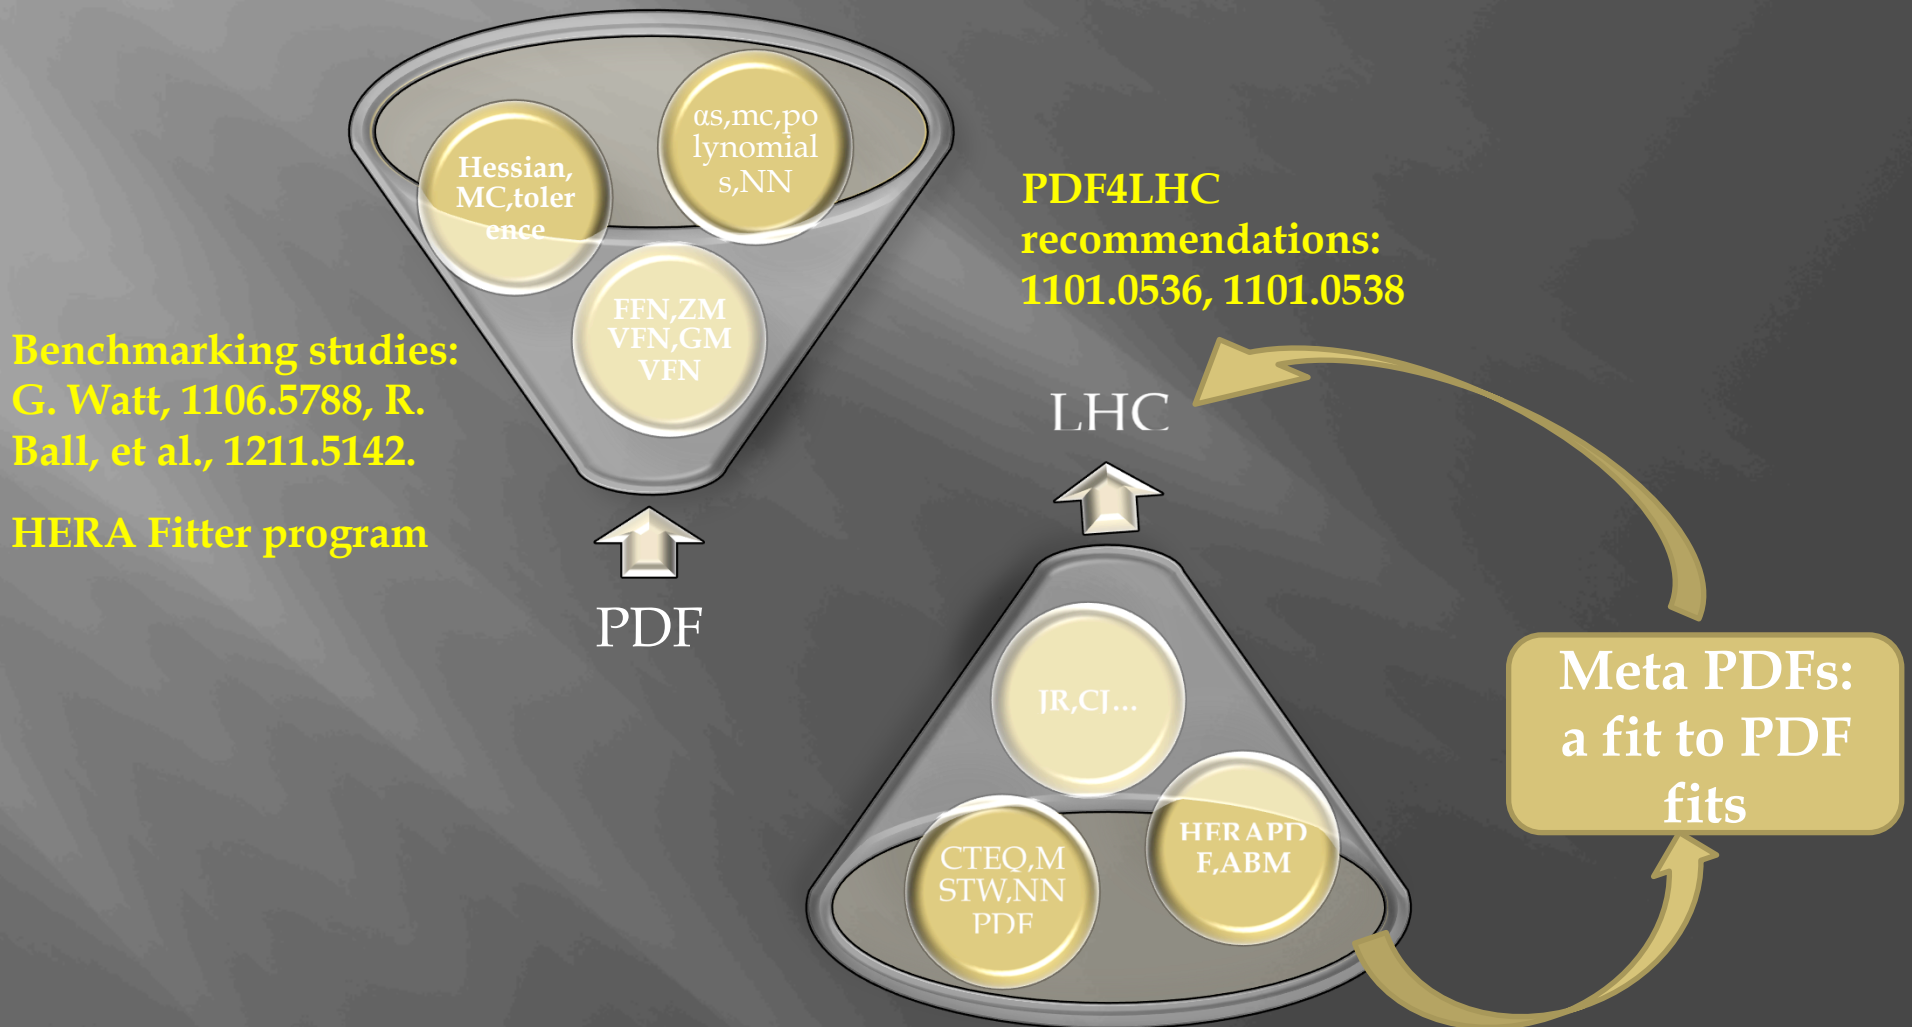 αs,mc,po
lynomial
s,NN
Hessian,
MC,toler
ence
FFN,ZM
VFN,GM
VFN
PDF4LHC
recommendations:
1101.0536, 1101.0538
Benchmarking studies:
G. Watt, 1106.5788, R.
Ball, et al., 1211.5142.
HERA Fitter program
LHC
PDF
Meta PDFs:
a fit to PDF
fits
JR,CJ...
HERAPD
F,ABM
CTEQ,M
STW,NN
PDF